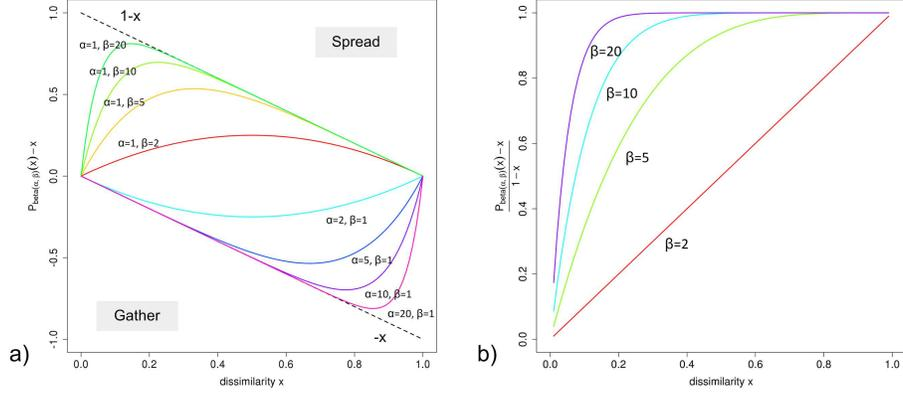 1-x
Spread
α=1, β=20
α=1, β=10
α=1, β=5
α=1, β=2
α=2, β=1
α=5, β=1
α=10, β=1
α=20, β=1
Gather
-x
1.0
0.5
0.0
-0.5
-1.0
P beta(α, β)(x) − x
0.0 0.2 0.4 0.6 0.8 1.0
dissimilarity x
a)
β=20
β=10
β=5
β=2
1.0
0.8
0.6
0.4
0.2
0.0
P beta(α, β)(x) − x
1 − x
0.0 0.2 0.4 0.6 0.8 1.0
dissimilarity x
b)